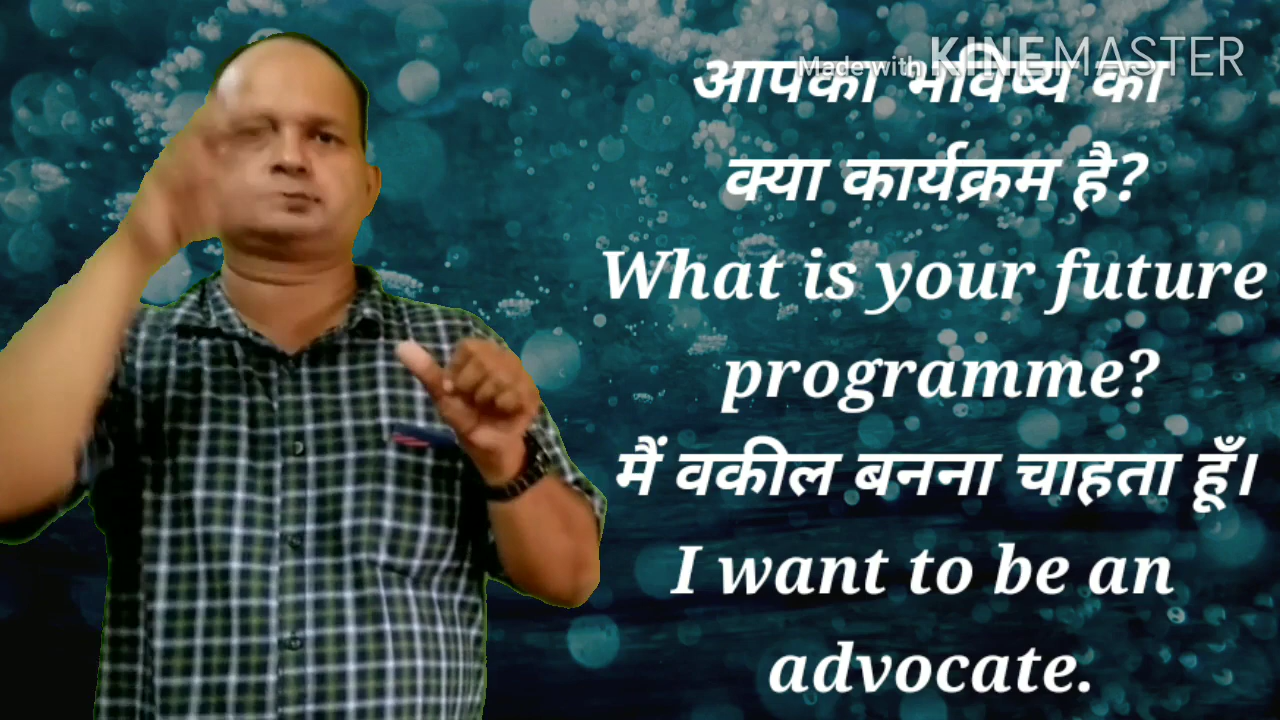 Made with KINEMASTER
आपका भविष्य का
क्या कार्यक्रम है?
What is your future
programme?
मैं वकील बनना चाहता हूँ।
I want to be an
advocate.